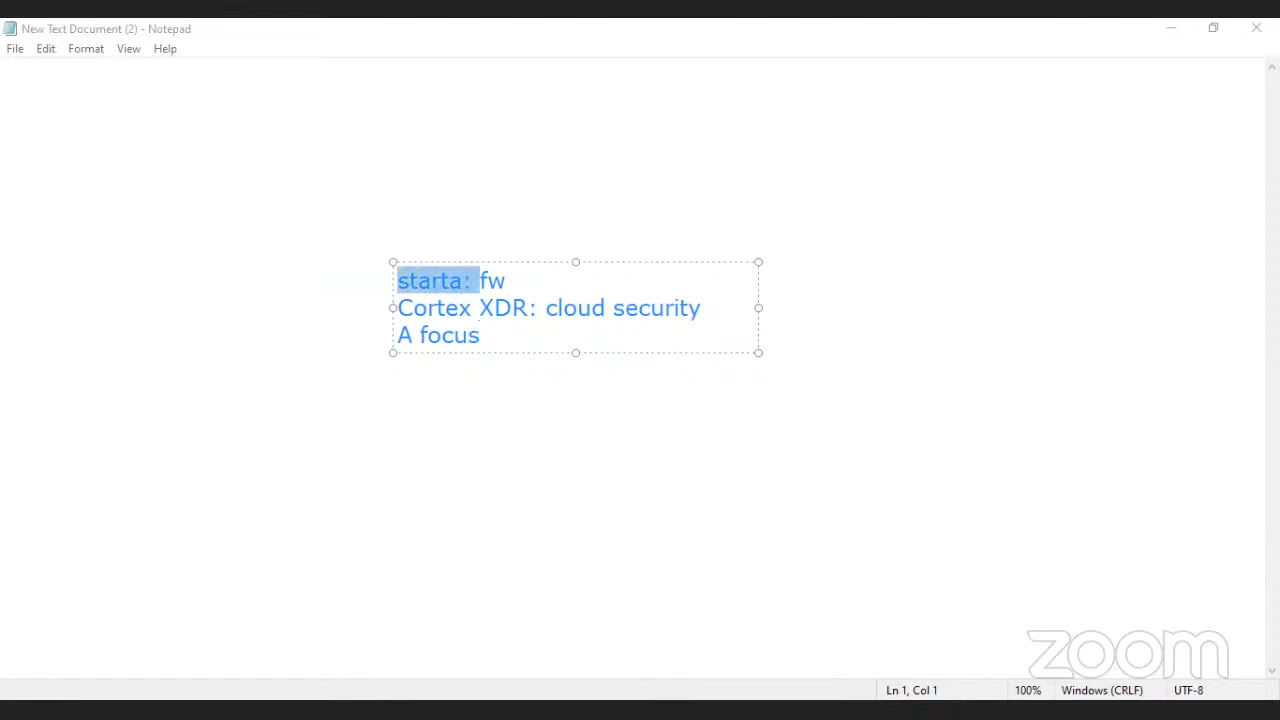 New Text Document (2) - Notepad
File Edit Format View Help
starta: fw
Cortex XDR: cloud security
A focus
zoom
Ln 1, Col 1 100% Windows (CRLF) UTF-8